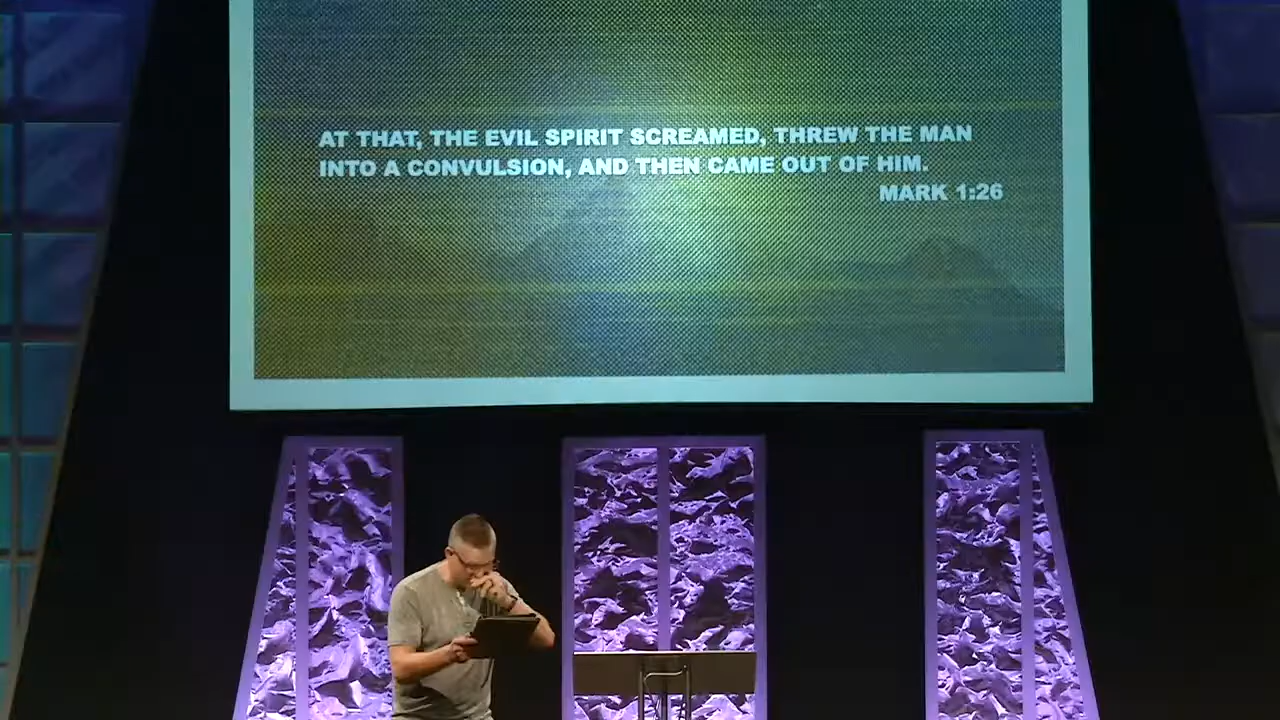 AT THAT, THE EVIL SPIRIT SCREAMED, THREW THE MAN
INTO A CONVULSION, AND THEN CAME OUT OF HIM.
MARK 1:26